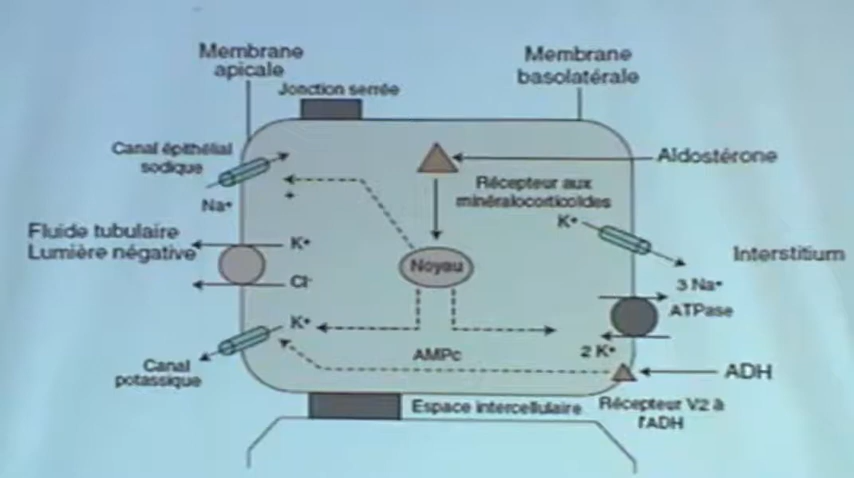 Membrane
apicale
Membrane
basolatérale
Jonction serrée
Canal épithélial
sodique
Aldostérone
Récepteur aux
minéralocorticoïdes
Na+
+
K+
Fluide tubulaire
Lumière négative
K+
Noyau
Interstitium
Cl-
3 Na+
ATPase
K+
2 K+
AMPc
Canal
potassique
ADH
Espace intercellulaire
Récepteur V2 à
l'ADH